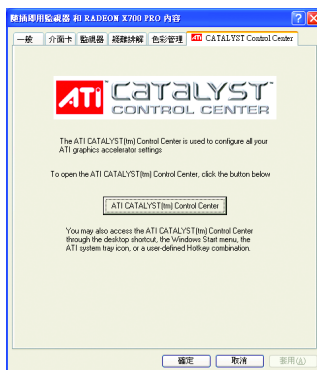 隨插即用監視器 和 RADEON X700 PRO 內容
一般 介面卡 監視器 疑難排解 色彩管理 ATI CATALYST Control Center
ATI CATALYST
CONTROL CENTER
The ATI CATALYST(tm) Control Center is used to configure all your
ATI graphics accelerator settings
To open the ATI CATALYST(tm) Control Center, click the button below
ATI CATALYST(tm) Control Center
You may also access the ATI CATALYST(tm) Control Center
through the desktop shortcut, the Windows Start menu, the
ATI system tray icon, or a user-defined Hotkey combination.
確定 取消 套用(A)